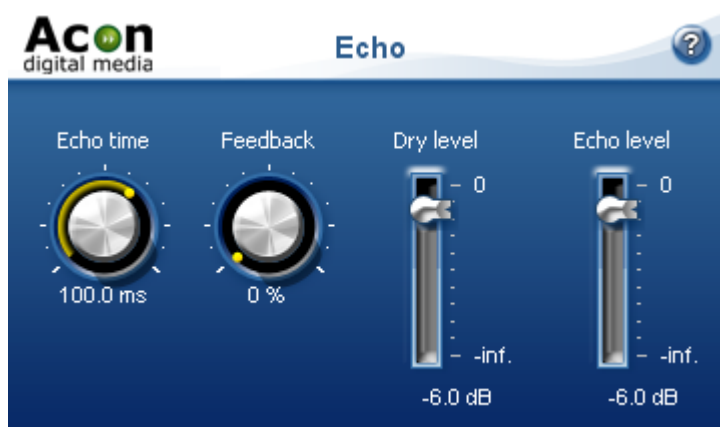 Acon
digital media
Echo
?
Echo time
Feedback
Dry level
Echo level
0
0
100.0 ms
0 %
-inf.
-inf.
-6.0 dB
-6.0 dB